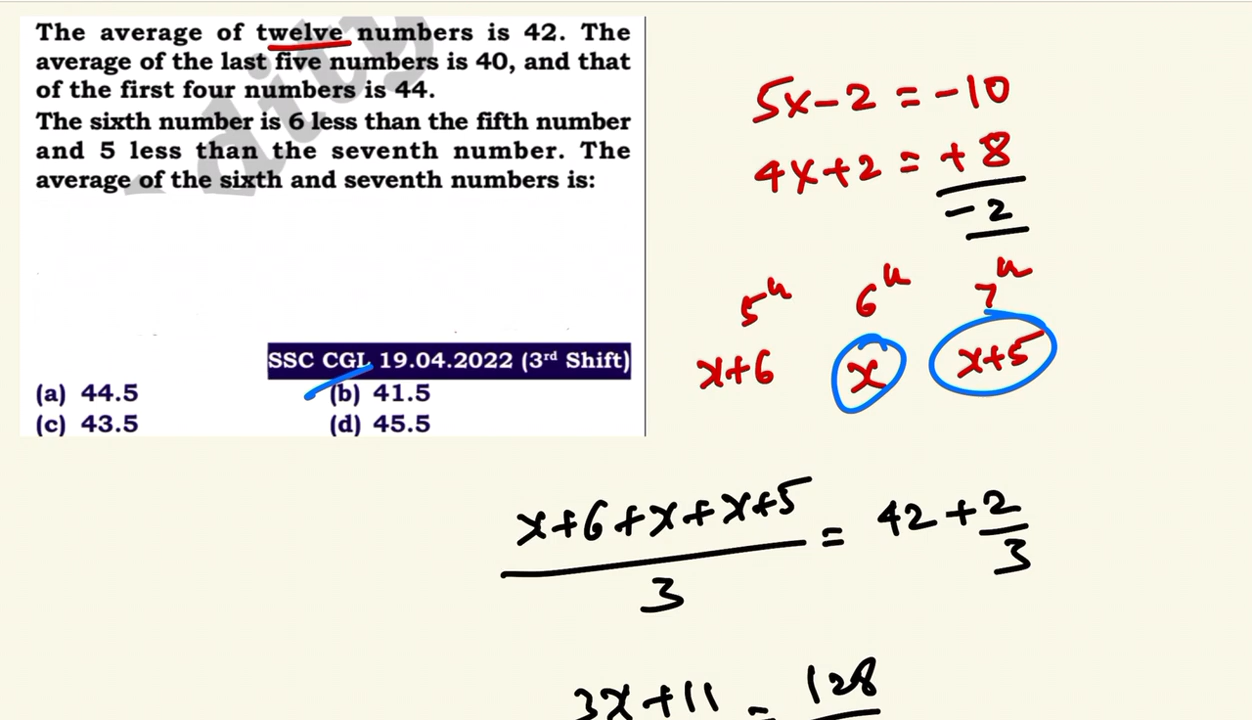 The average of twelve numbers is 42. The
average of the last five numbers is 40, and that
of the first four numbers is 44.
The sixth number is 6 less than the fifth number
and 5 less than the seventh number. The
average of the sixth and seventh numbers is:
SSC CGL 19.04.2022 (3rd Shift)
(a) 44.5 (b) 41.5
(c) 43.5 (d) 45.5
5x-2 = -10
4x+2 = +8
-2
5th 6th 7th
x+6 x x+5
x+6+x+x+5 = 42+2
3 3
3x+11 = 128